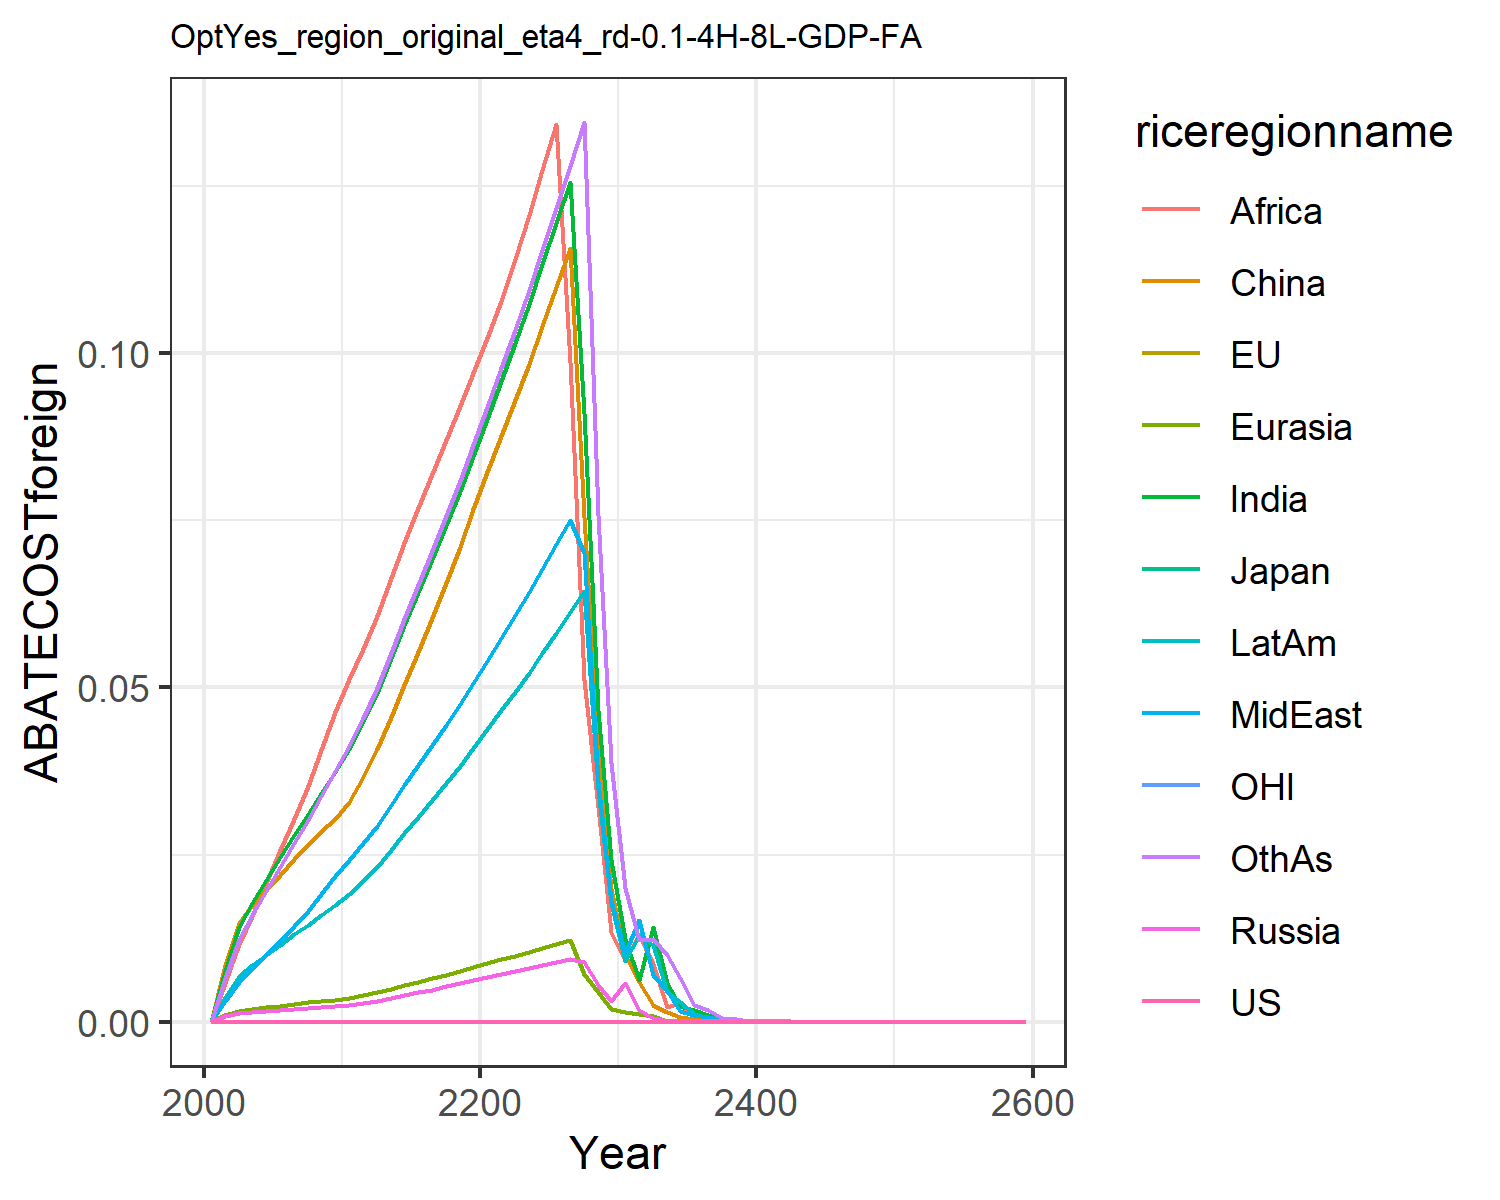 OptYes_region_original_eta4_rd-0.1-4H-8L-GDP-FA
ABATECOSTforeign
0.10
0.05
0.00
2000 2200 2400 2600
Year
riceregionname
Africa
China
EU
Eurasia
India
Japan
LatAm
MidEast
OHI
OthAs
Russia
US